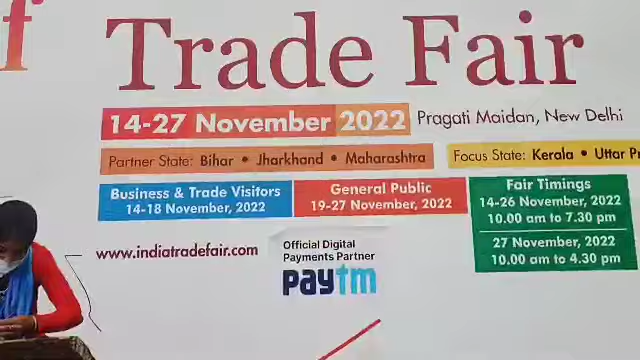 f
Trade Fair
14-27 November 2022 Pragati Maidan, New Delhi
Partner State: Bihar • Jharkhand • Maharashtra
Focus State: Kerala • Uttar Pr
Business & Trade Visitors
14-18 November, 2022
General Public
19-27 November, 2022
Fair Timings
14-26 November, 2022
10.00 am to 7.30 pm
27 November, 2022
10.00 am to 4.30 pm
www.indiatradefair.com
Official Digital
Payments Partner
paytm